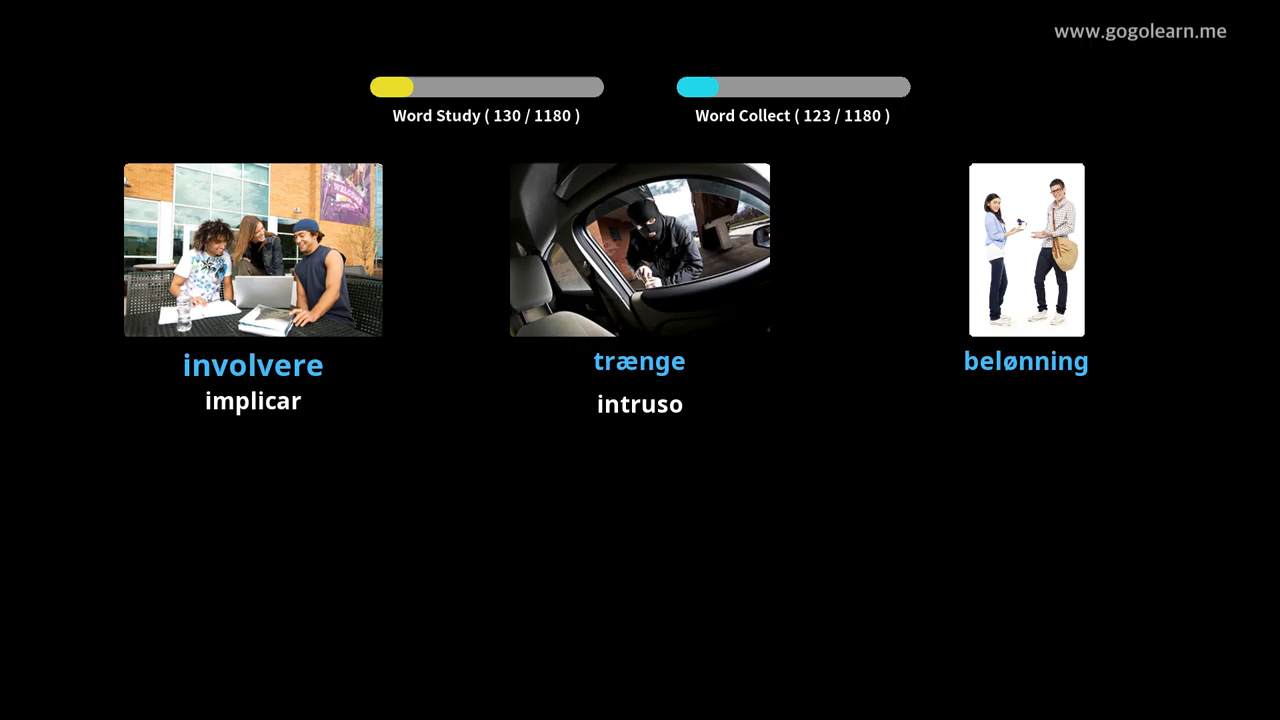 www.gogolearn.me
Word Study ( 130 / 1180 )
Word Collect ( 123 / 1180 )
involvere
implicar
trænge
intruso
belønning